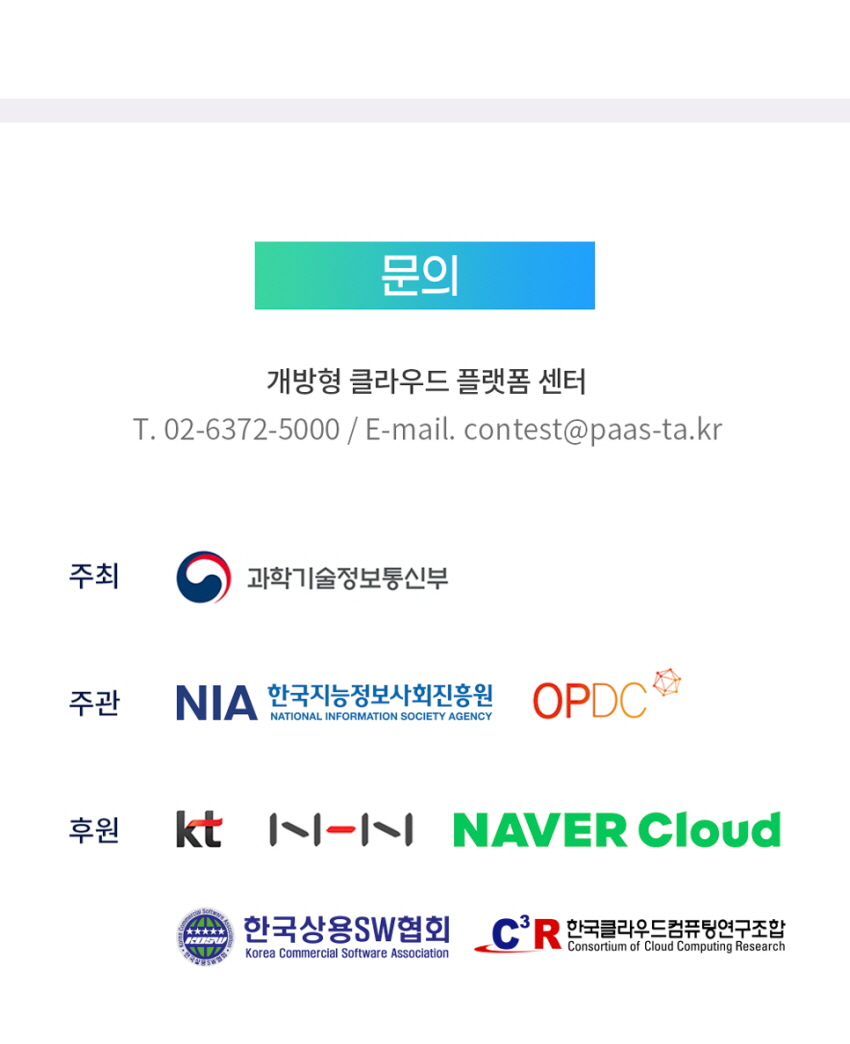 문의
개방형 클라우드 플랫폼 센터
T. 02-6372-5000 / E-mail. contest@paas-ta.kr
주최 과학기술정보통신부
주관 NIA 한국지능정보사회진흥원 OPDC
NATIONAL INFORMATION SOCIETY AGENCY
후원 kt NHN NAVER Cloud
한국상용SW협회 C3R 한국클라우드컴퓨팅연구조합
Korea Commercial Software Association Consortium of Cloud Computing Research